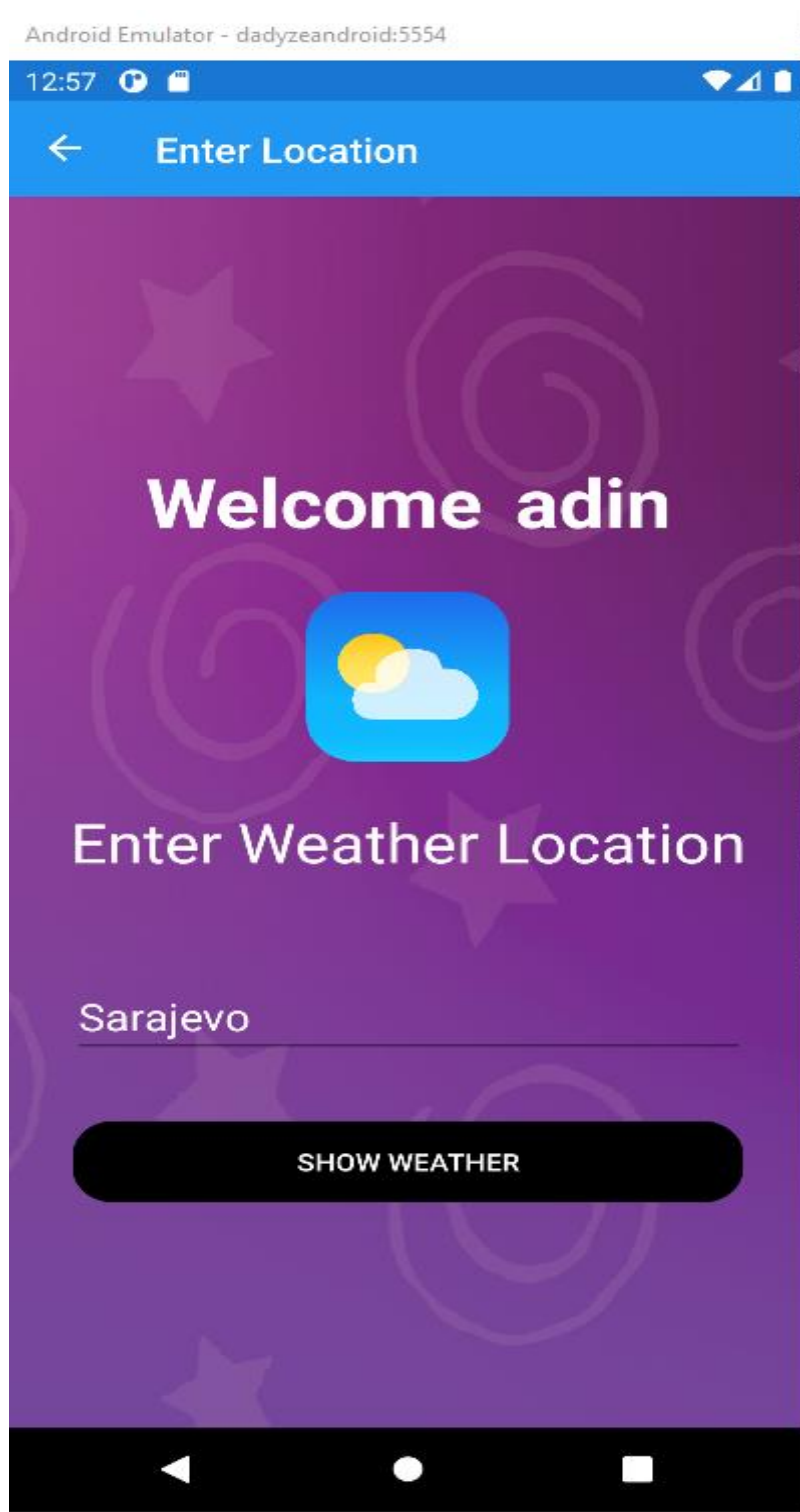 Android Emulator - dadyzeandroid:5554
12:57
Enter Location
Welcome adin
Enter Weather Location
Sarajevo
SHOW WEATHER